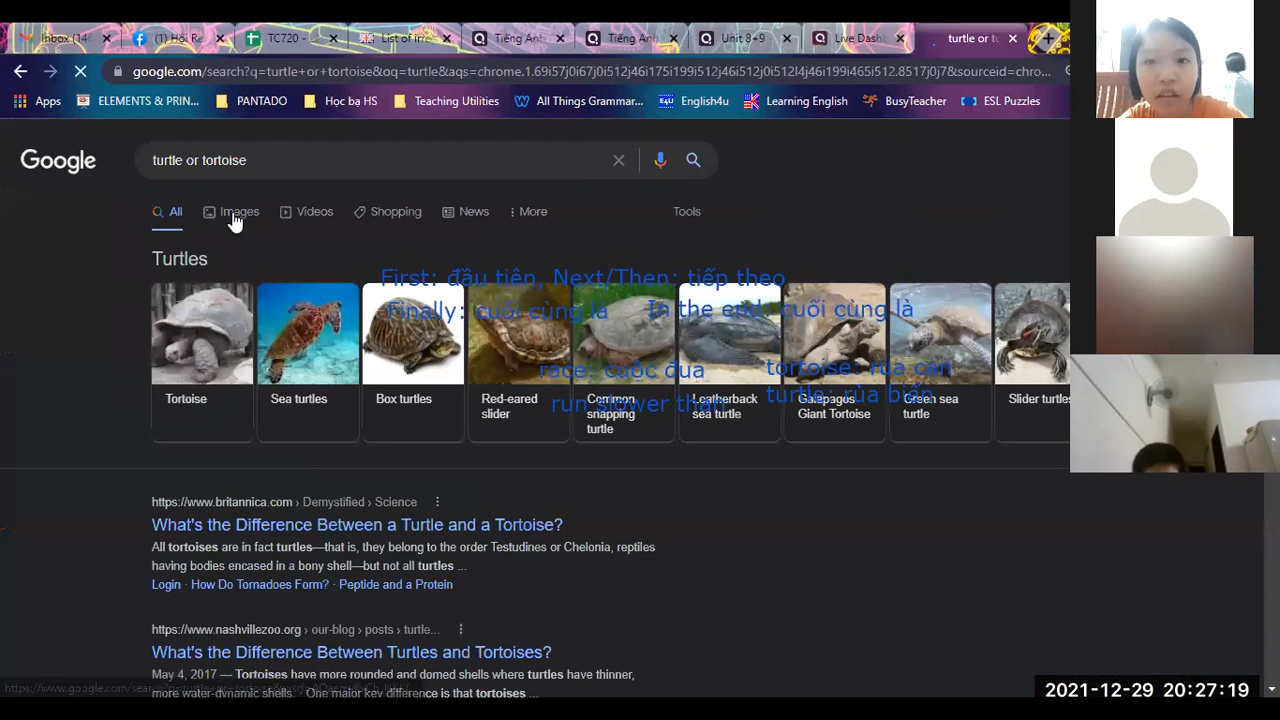 Inbox (14
(1) Hội Rè
TC720 -
List of irre
Tiếng Anh
Tiếng Anh
Unit 8+9
Live Dash
turtle or tu
google.com/search?q=turtle+or+tortoise&oq=turtle&aqs=chrome.1.69i57j0i67j0i512j46i175i199i512j46i512j0i512l4j46i199i465i512.8517j0j7&sourceid=chro...
Apps
ELEMENTS & PRIN...
PANTADO
Học bạ HS
Teaching Utilities
All Things Grammar...
English4u
Learning English
BusyTeacher
ESL Puzzles
Google
turtle or tortoise
All
Images
Videos
Shopping
News
More
Tools
Turtles
First: đầu tiên, Next/Then: tiếp theo
Finally: cuối cùng là
In the end: cuối cùng là
race: cuộc đua
tortoise: rùa cạn
run slower than
turtle: rùa biển
Tortoise
Sea turtles
Box turtles
Red-eared
slider
Common
snapping
turtle
Leatherback
sea turtle
Galapagos
Giant Tortoise
Green sea
turtle
Slider turtles
https://www.britannica.com › Demystified › Science
What's the Difference Between a Turtle and a Tortoise?
All tortoises are in fact turtles—that is, they belong to the order Testudines or Chelonia, reptiles
having bodies encased in a bony shell—but not all turtles ...
Login · How Do Tornadoes Form? · Peptide and a Protein
https://www.nashvillezoo.org › our-blog › posts › turtle...
What's the Difference Between Turtles and Tortoises?
May 4, 2017 — Tortoises have more rounded and domed shells where turtles have thinner,
more water-dynamic shells. · One major key difference is that tortoises ...
2021-12-29 20:27:19